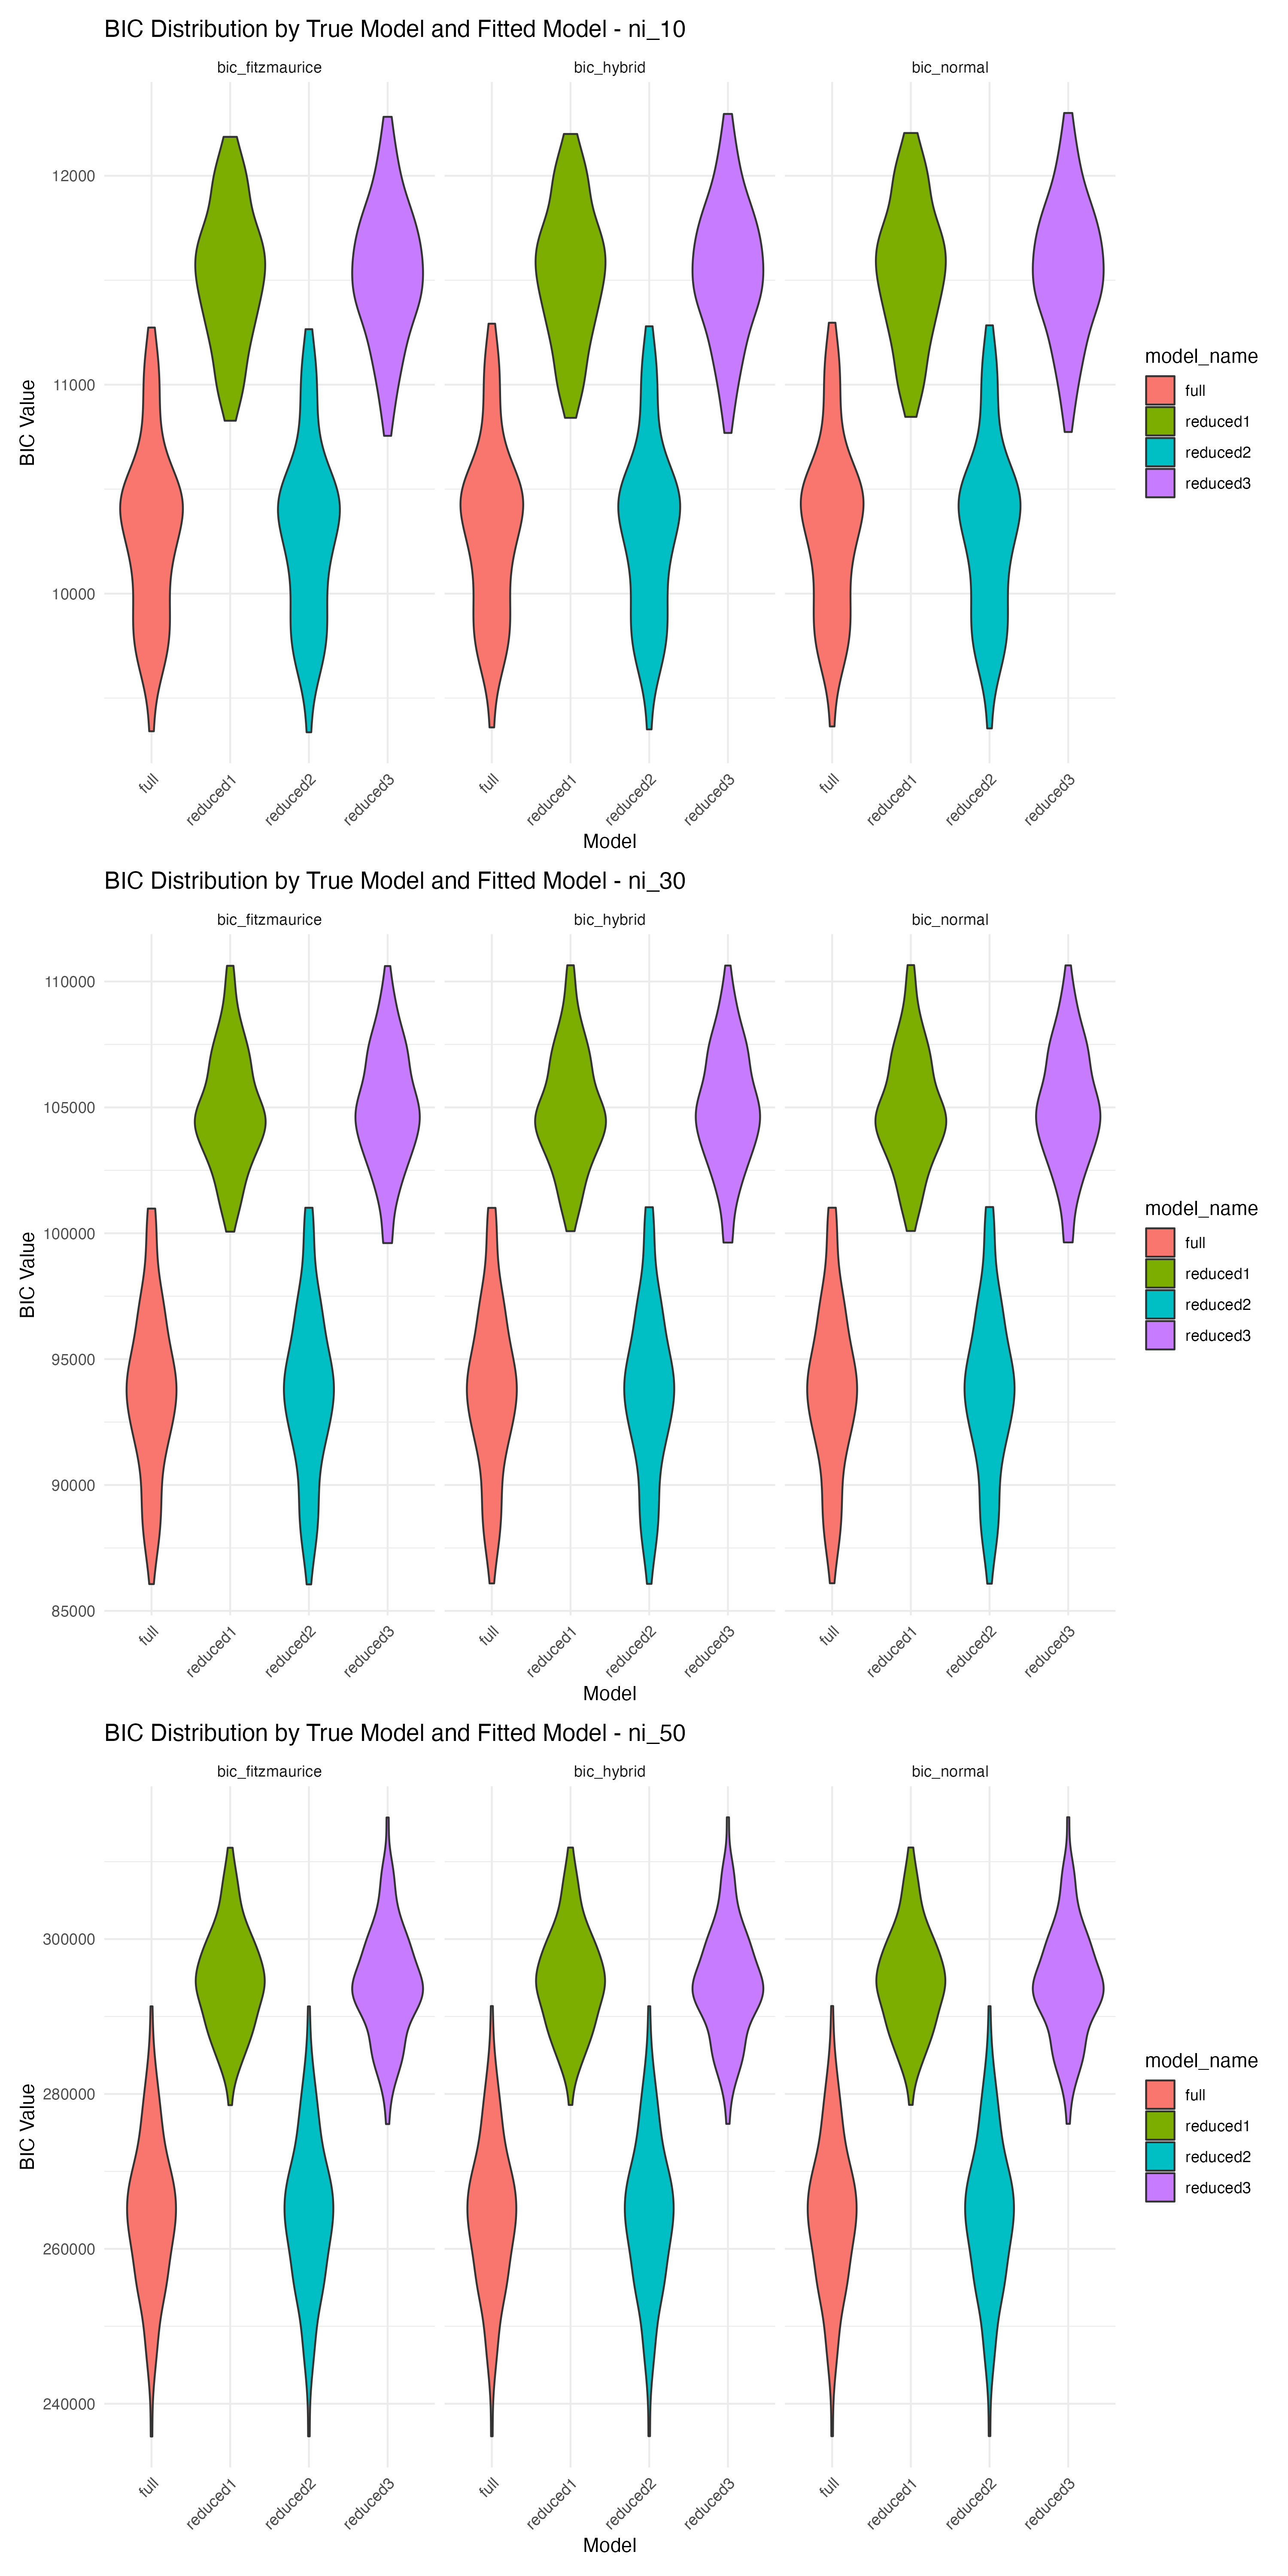 BIC Distribution by True Model and Fitted Model - ni_10
bic_fitzmaurice bic_hybrid bic_normal
12000
11000
10000
BIC Value
full reduced1 reduced2 reduced3 full reduced1 reduced2 reduced3 full reduced1 reduced2 reduced3
Model
model_name
full
reduced1
reduced2
reduced3
BIC Distribution by True Model and Fitted Model - ni_30
bic_fitzmaurice bic_hybrid bic_normal
110000
105000
100000
95000
90000
85000
BIC Value
full reduced1 reduced2 reduced3 full reduced1 reduced2 reduced3 full reduced1 reduced2 reduced3
Model
model_name
full
reduced1
reduced2
reduced3
BIC Distribution by True Model and Fitted Model - ni_50
bic_fitzmaurice bic_hybrid bic_normal
300000
280000
260000
240000
BIC Value
full reduced1 reduced2 reduced3 full reduced1 reduced2 reduced3 full reduced1 reduced2 reduced3
Model
model_name
full
reduced1
reduced2
reduced3